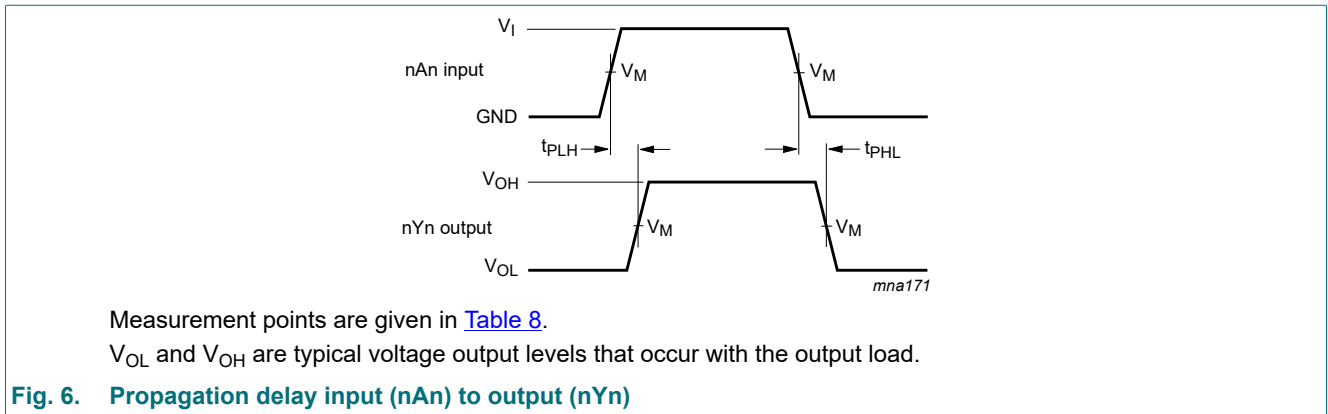 V_I
nAn input
V_M
V_M
GND
t_PLH
t_PHL
V_OH
nYn output
V_M
V_M
V_OL
mna171
Measurement points are given in Table 8.
V_OL and V_OH are typical voltage output levels that occur with the output load.
Fig. 6. Propagation delay input (nAn) to output (nYn)